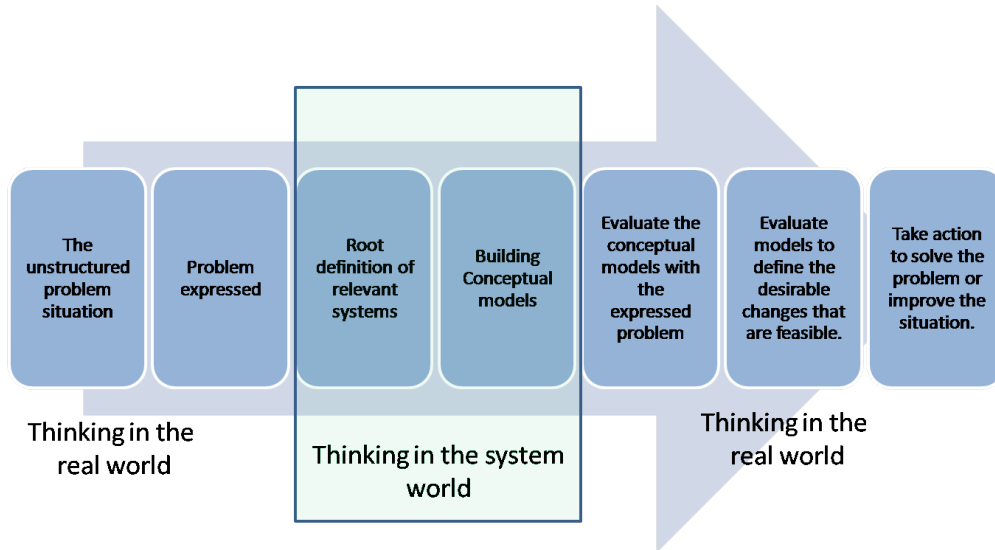 The
unstructured
problem
situation
Problem
expressed
Root
definition of
relevant
systems
Building
Conceptual
models
Evaluate the
conceptual
models with
the
expressed
problem
Evaluate
models to
define the
desirable
changes that
are feasible.
Take action
to solve the
problem or
improve the
situation.
Thinking in the
real world
Thinking in the system
world
Thinking in the
real world